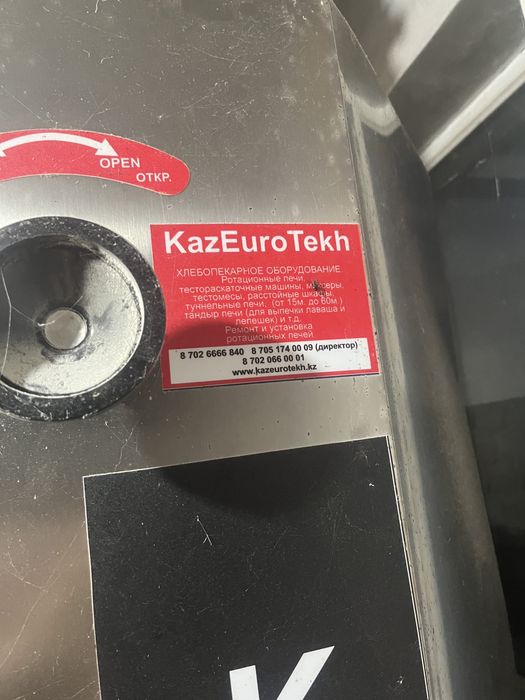 OPEN
ОТКР.
KazEuroTekh
ХЛЕБОПЕКАРНОЕ ОБОРУДОВАНИЕ
Ротационные печи,
тестораскаточные машины, миксеры,
тестомесы, расстойные шкафы,
туннельные печи, (от 15м. до 60м.)
тандыр печи (для выпечки лаваша и
лепешек) и т.д.
Ремонт и установка
ротационных печей
8 702 6666 840 8 705 174 00 09 (директор)
8 702 066 00 01
www.kazeurotekh.kz
K